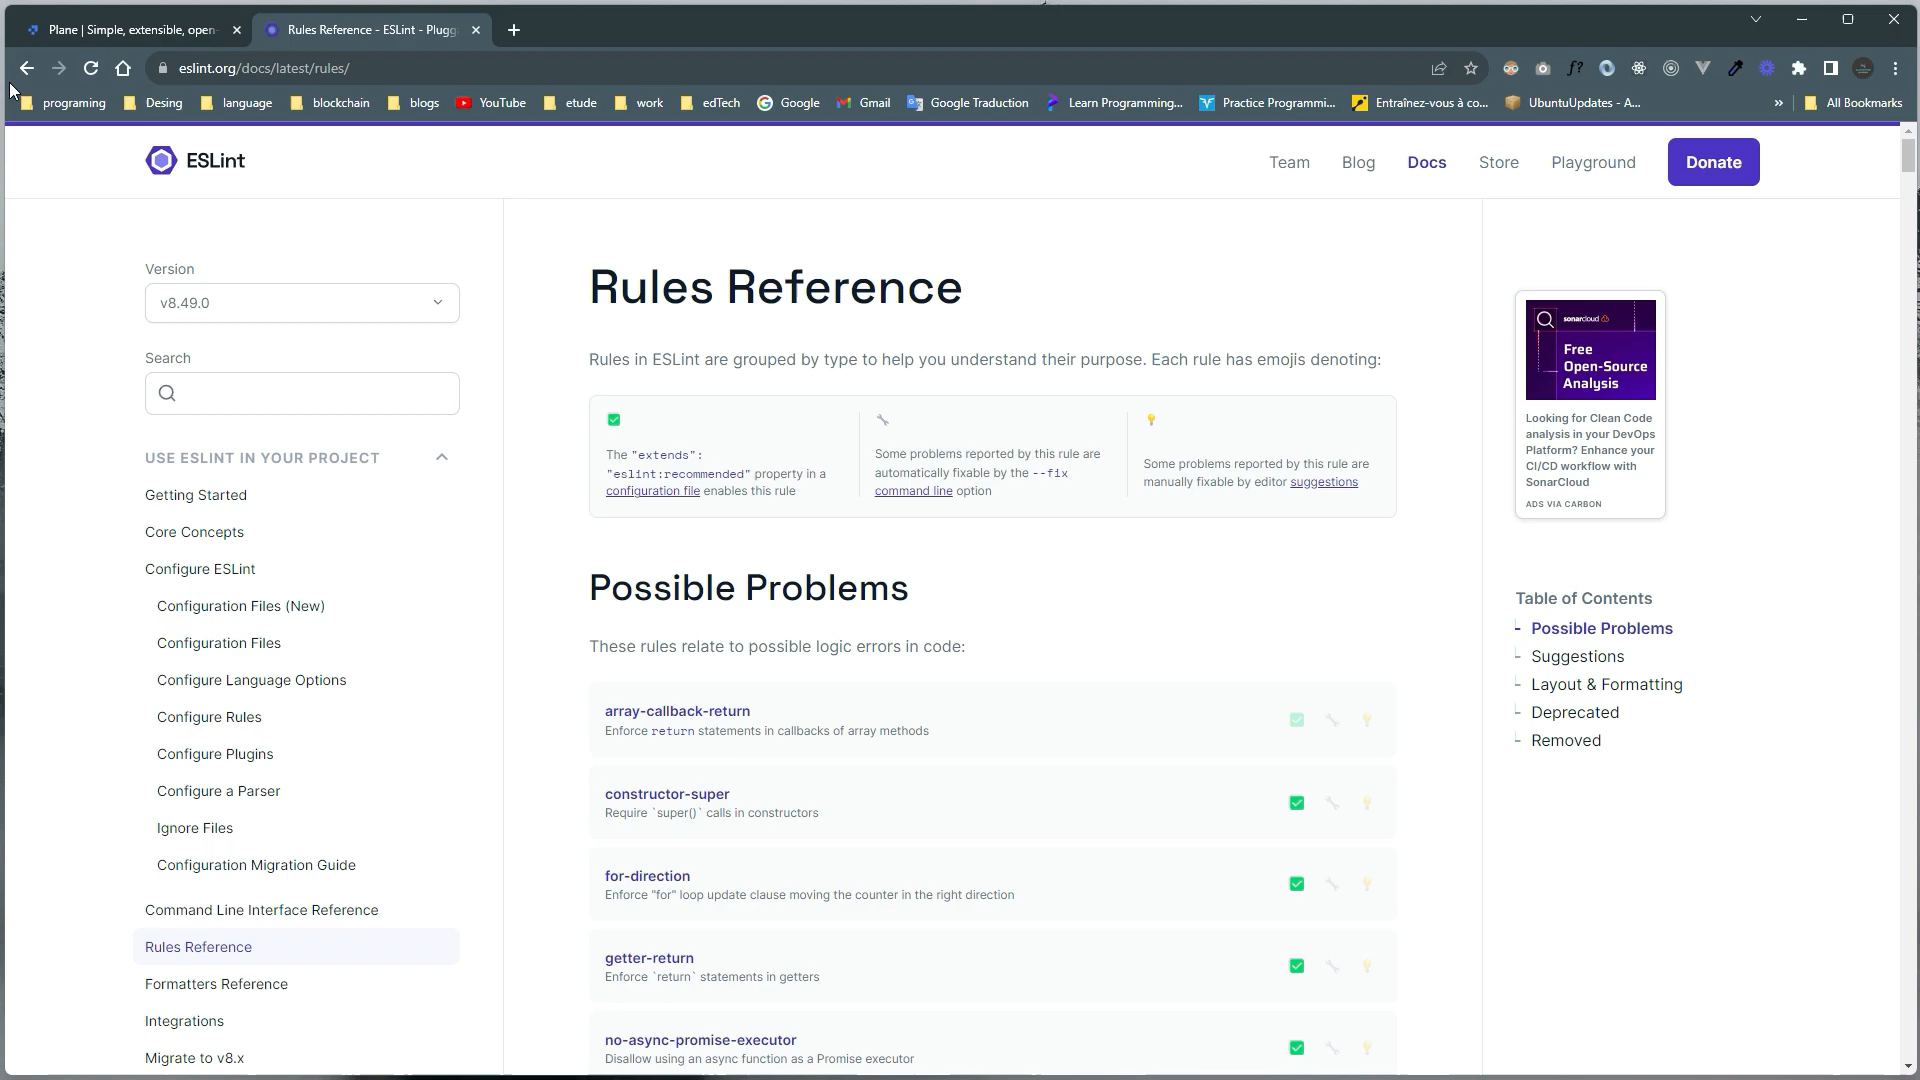 Plane | Simple, extensible, open-
Rules Reference - ESLint - Plugg
eslint.org/docs/latest/rules/
programing
Desing
language
blockchain
blogs
YouTube
etude
work
edTech
Google
Gmail
Google Traduction
Learn Programming...
Practice Programmi...
Entraînez-vous à co...
UbuntuUpdates - A...
»
All Bookmarks
ESLint
Team
Blog
Docs
Store
Playground
Donate
Version
v8.49.0
Search
USE ESLINT IN YOUR PROJECT
Getting Started
Core Concepts
Configure ESLint
Configuration Files (New)
Configuration Files
Configure Language Options
Configure Rules
Configure Plugins
Configure a Parser
Ignore Files
Configuration Migration Guide
Command Line Interface Reference
Rules Reference
Formatters Reference
Integrations
Migrate to v8.x
Rules Reference
Rules in ESLint are grouped by type to help you understand their purpose. Each rule has emojis denoting:
The "extends":
"eslint:recommended" property in a
configuration file enables this rule
Some problems reported by this rule are
automatically fixable by the --fix
command line option
Some problems reported by this rule are
manually fixable by editor suggestions
Possible Problems
These rules relate to possible logic errors in code:
array-callback-return
Enforce return statements in callbacks of array methods
constructor-super
Require `super()` calls in constructors
for-direction
Enforce "for" loop update clause moving the counter in the right direction
getter-return
Enforce `return` statements in getters
no-async-promise-executor
Disallow using an async function as a Promise executor
sonarcloud
Free
Open-Source
Analysis
Looking for Clean Code
analysis in your DevOps
Platform? Enhance your
CI/CD workflow with
SonarCloud
ADS VIA CARBON
Table of Contents
Possible Problems
Suggestions
Layout & Formatting
Deprecated
Removed